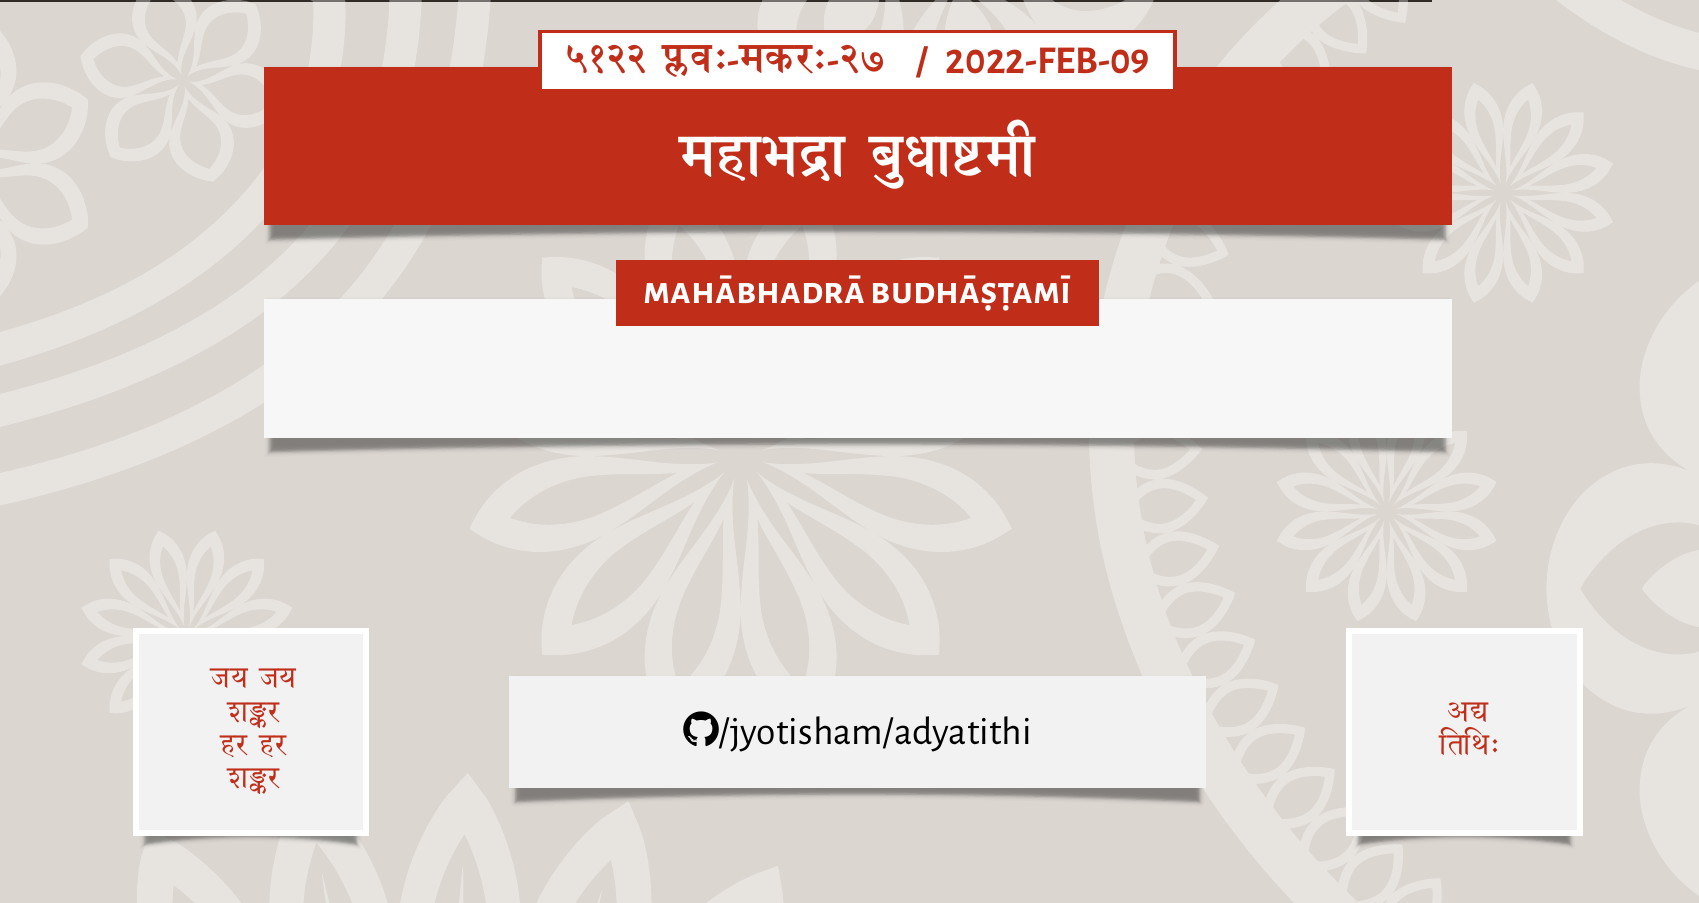 ५१२२ प्लवः-मकरः-२७ / 2022-FEB-09
महाभद्रा बुधाष्टमी
MAHĀBHADRĀ BUDHĀṢṬAMĪ
जय जय
शङ्कर
हर हर
शङ्कर
/jyotisham/adyatithi
अद्य
तिथिः